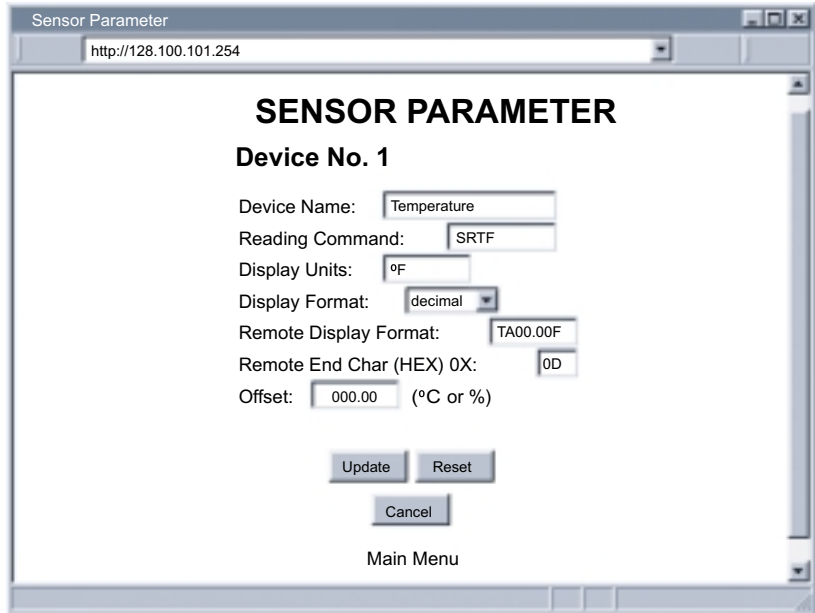 Sensor Parameter
http://128.100.101.254
SENSOR PARAMETER
Device No. 1
Device Name: Temperature
Reading Command: SRTF
Display Units: ºF
Display Format: decimal
Remote Display Format: TA00.00F
Remote End Char (HEX) 0X: 0D
Offset: 000.00 (ºC or %)
Update Reset
Cancel
Main Menu